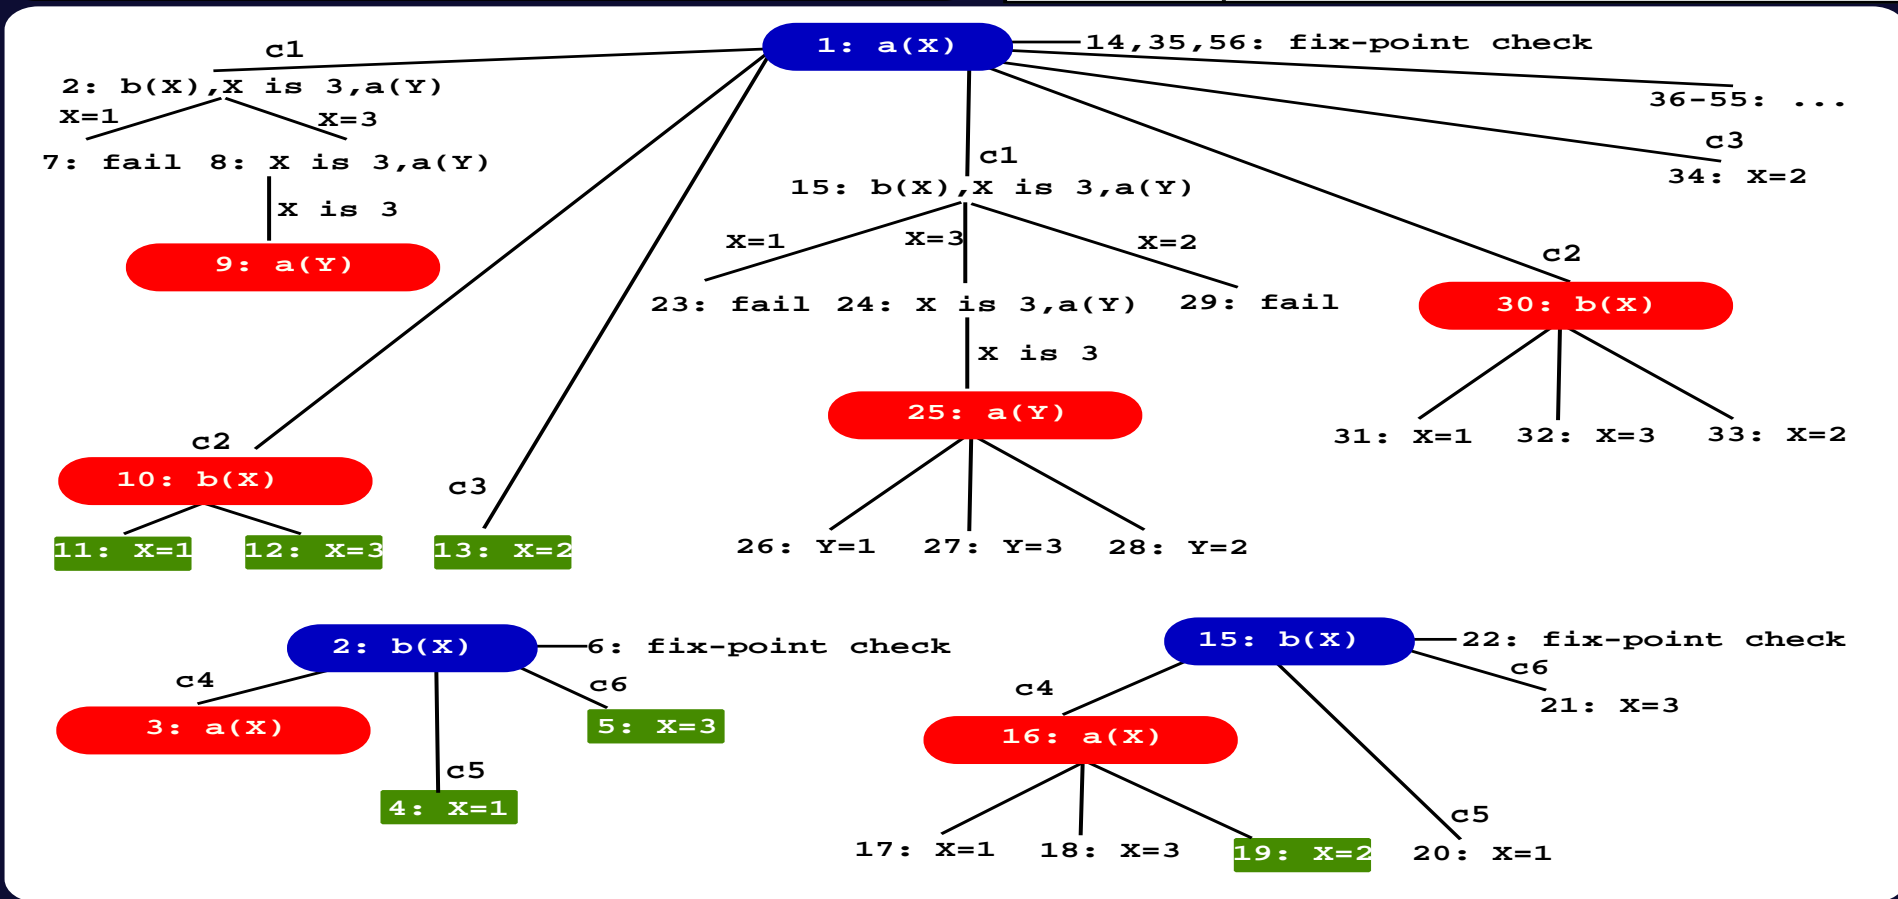 c1
1: a(X)
14,35,56: fix-point check
2: b(X),X is 3,a(Y)
36-55: ...
X=1
X=3
c3
7: fail
8: X is 3,a(Y)
c1
34: X=2
15: b(X),X is 3,a(Y)
X is 3
X=1
X=3
X=2
c2
9: a(Y)
23: fail
24: X is 3,a(Y)
29: fail
30: b(X)
X is 3
25: a(Y)
c2
31: X=1
32: X=3
33: X=2
10: b(X)
c3
11: X=1
12: X=3
13: X=2
26: Y=1
27: Y=3
28: Y=2
2: b(X)
6: fix-point check
15: b(X)
22: fix-point check
c4
c6
c4
c6
3: a(X)
5: X=3
16: a(X)
21: X=3
c5
4: X=1
c5
17: X=1
18: X=3
19: X=2
20: X=1